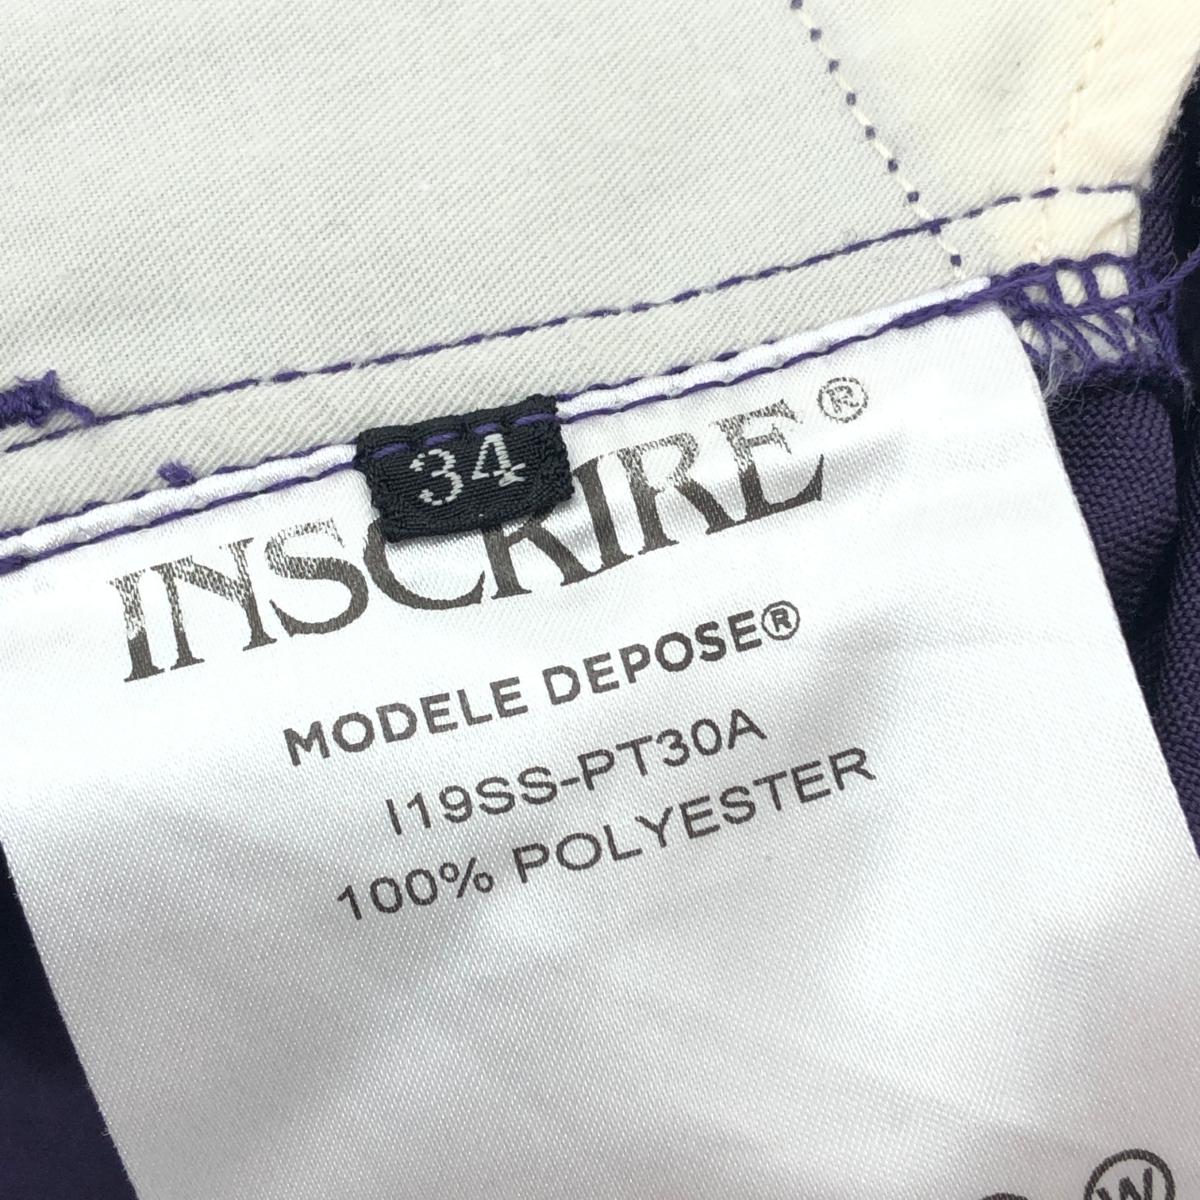 34
INSCRIRE®
MODELE DEPOSE®
I19SS-PT30A
100% POLYESTER
W